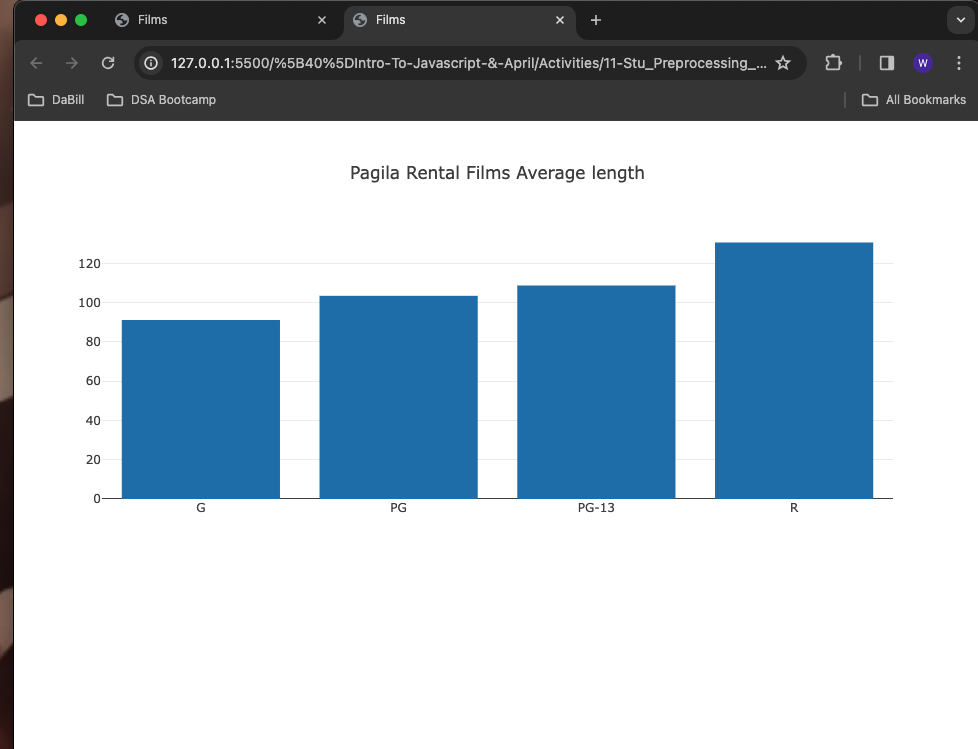 Films
Films
127.0.0.1:5500/%5B40%5DIntro-To-Javascript-&-April/Activities/11-Stu_Preprocessing_...
W
DaBill
DSA Bootcamp
All Bookmarks
Pagila Rental Films Average length
120
100
80
60
40
20
0
G
PG
PG-13
R